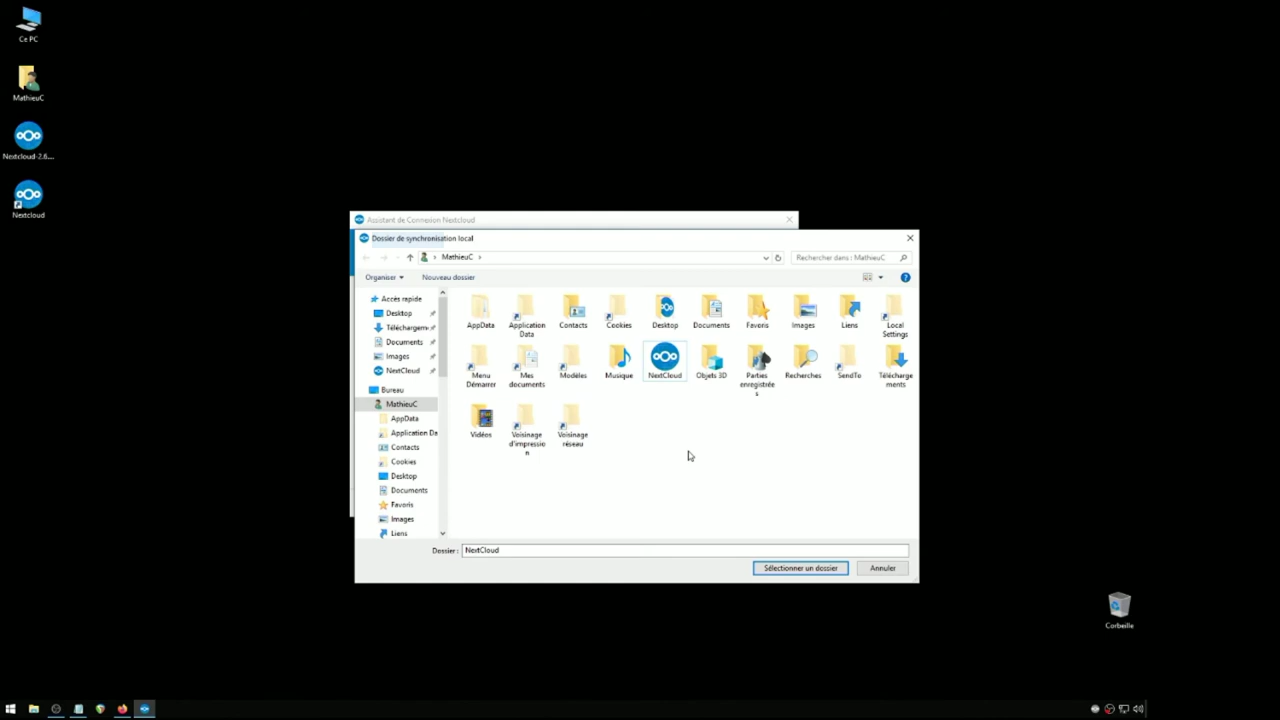 Ce PC
MathieuC
Nextcloud-2.6....
Nextcloud
Assistant de Connexion Nextcloud
Dossier de synchronisation local
MathieuC
Rechercher dans : MathieuC
Organiser
Nouveau dossier
Accès rapide
Desktop
Téléchargem
Documents
Images
NextCloud
Bureau
MathieuC
AppData
Application Da
Contacts
Cookies
Desktop
Documents
Favoris
Images
Liens
AppData
Application
Data
Contacts
Cookies
Desktop
Documents
Favoris
Images
Liens
Local
Settings
Menu
Démarrer
Mes
documents
Modèles
Musique
NextCloud
Objets 3D
Parties
enregistrée
s
Recherches
SendTo
Télécharge
ments
Vidéos
Voisinage
d'impressio
n
Voisinage
réseau
Dossier :
NextCloud
Sélectionner un dossier
Annuler
Corbeille